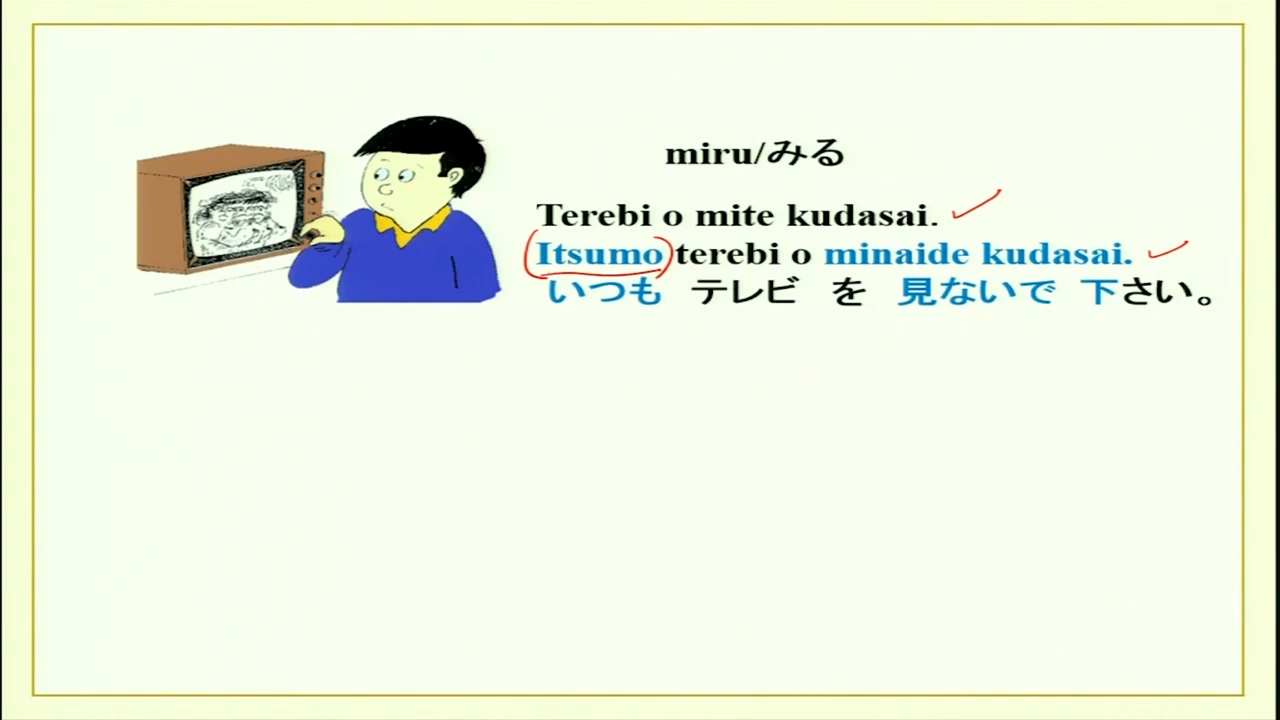 miru/みる
Terebi o mite kudasai.
Itsumo terebi o minaide kudasai.
いつも テレビ を 見ないで 下さい。